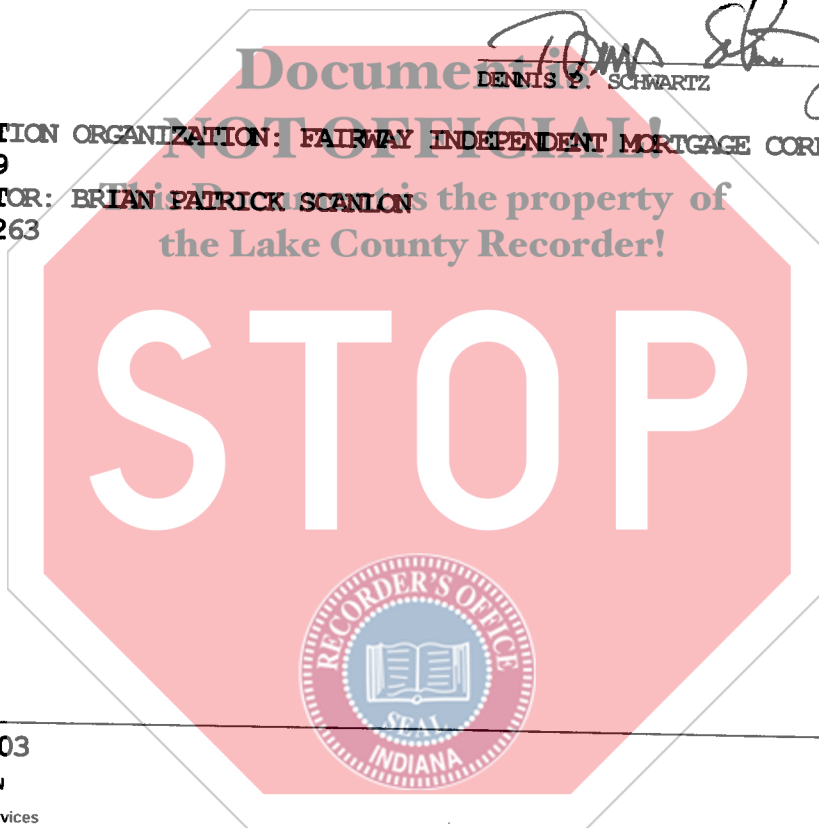 Document is
DENNIS P. SCHWARTZ
TION ORGANIZATION: FAIRWAY INDEPENDENT MORTGAGE CORP
NOT OFFICIAL!
9
TOR: BRIAN PATRICK SCANLON
This Document is the property of
263
the Lake County Recorder!
STOP
RECORDER'S OFFICE
SEAL
INDIANA
03
vices